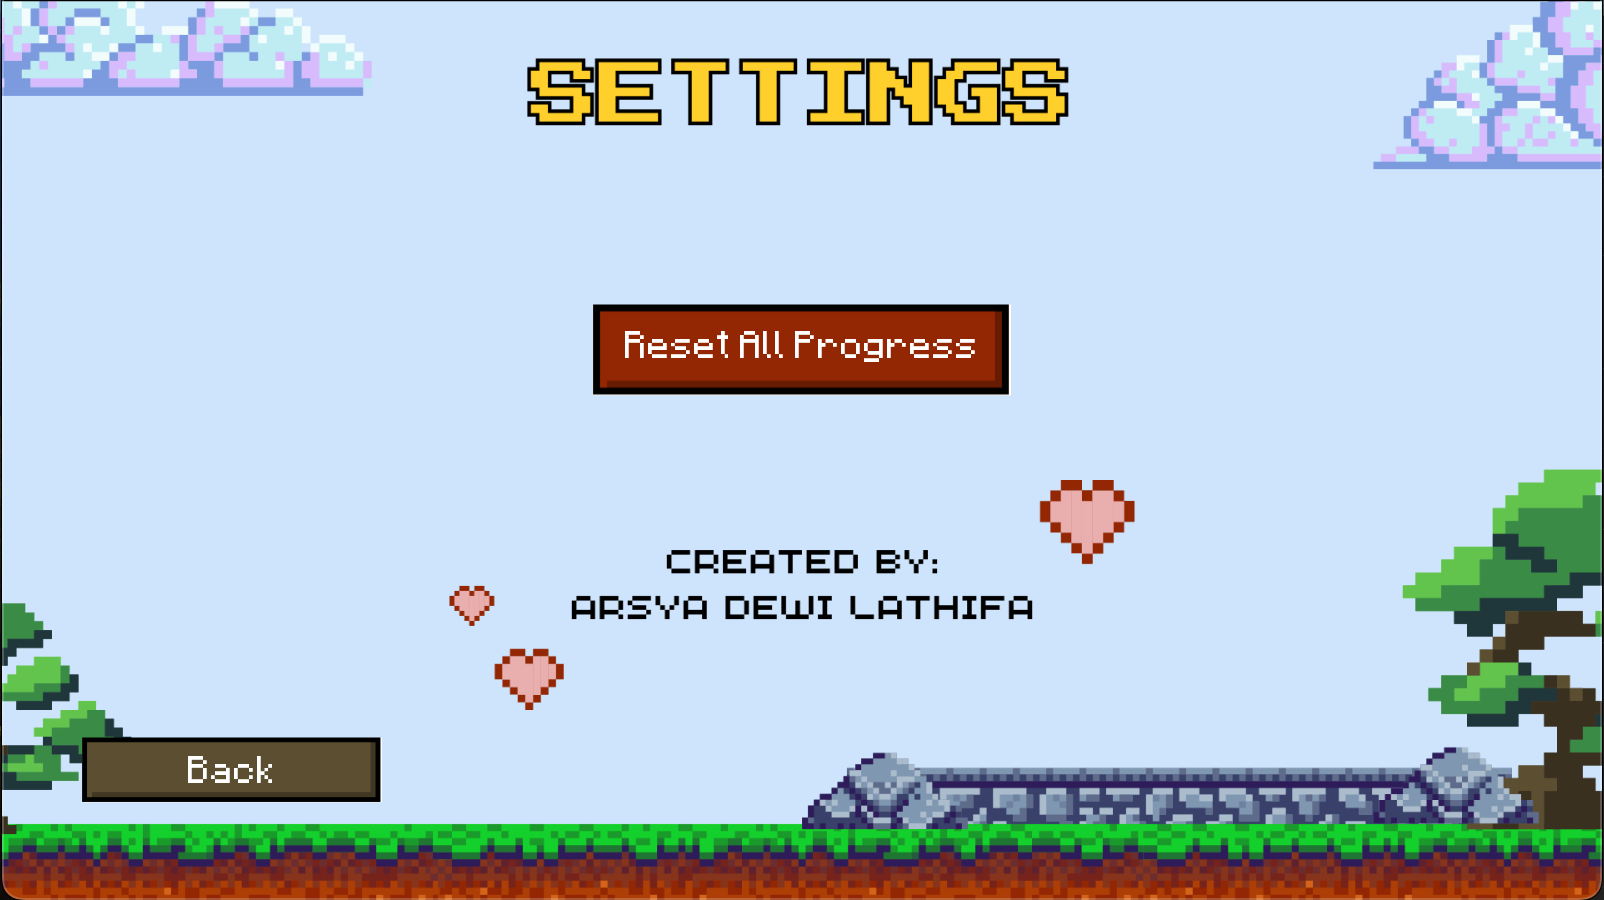 SETTINGS
Reset All Progress
CREATED BY:
ARSYA DEWI LATHIFA
Back